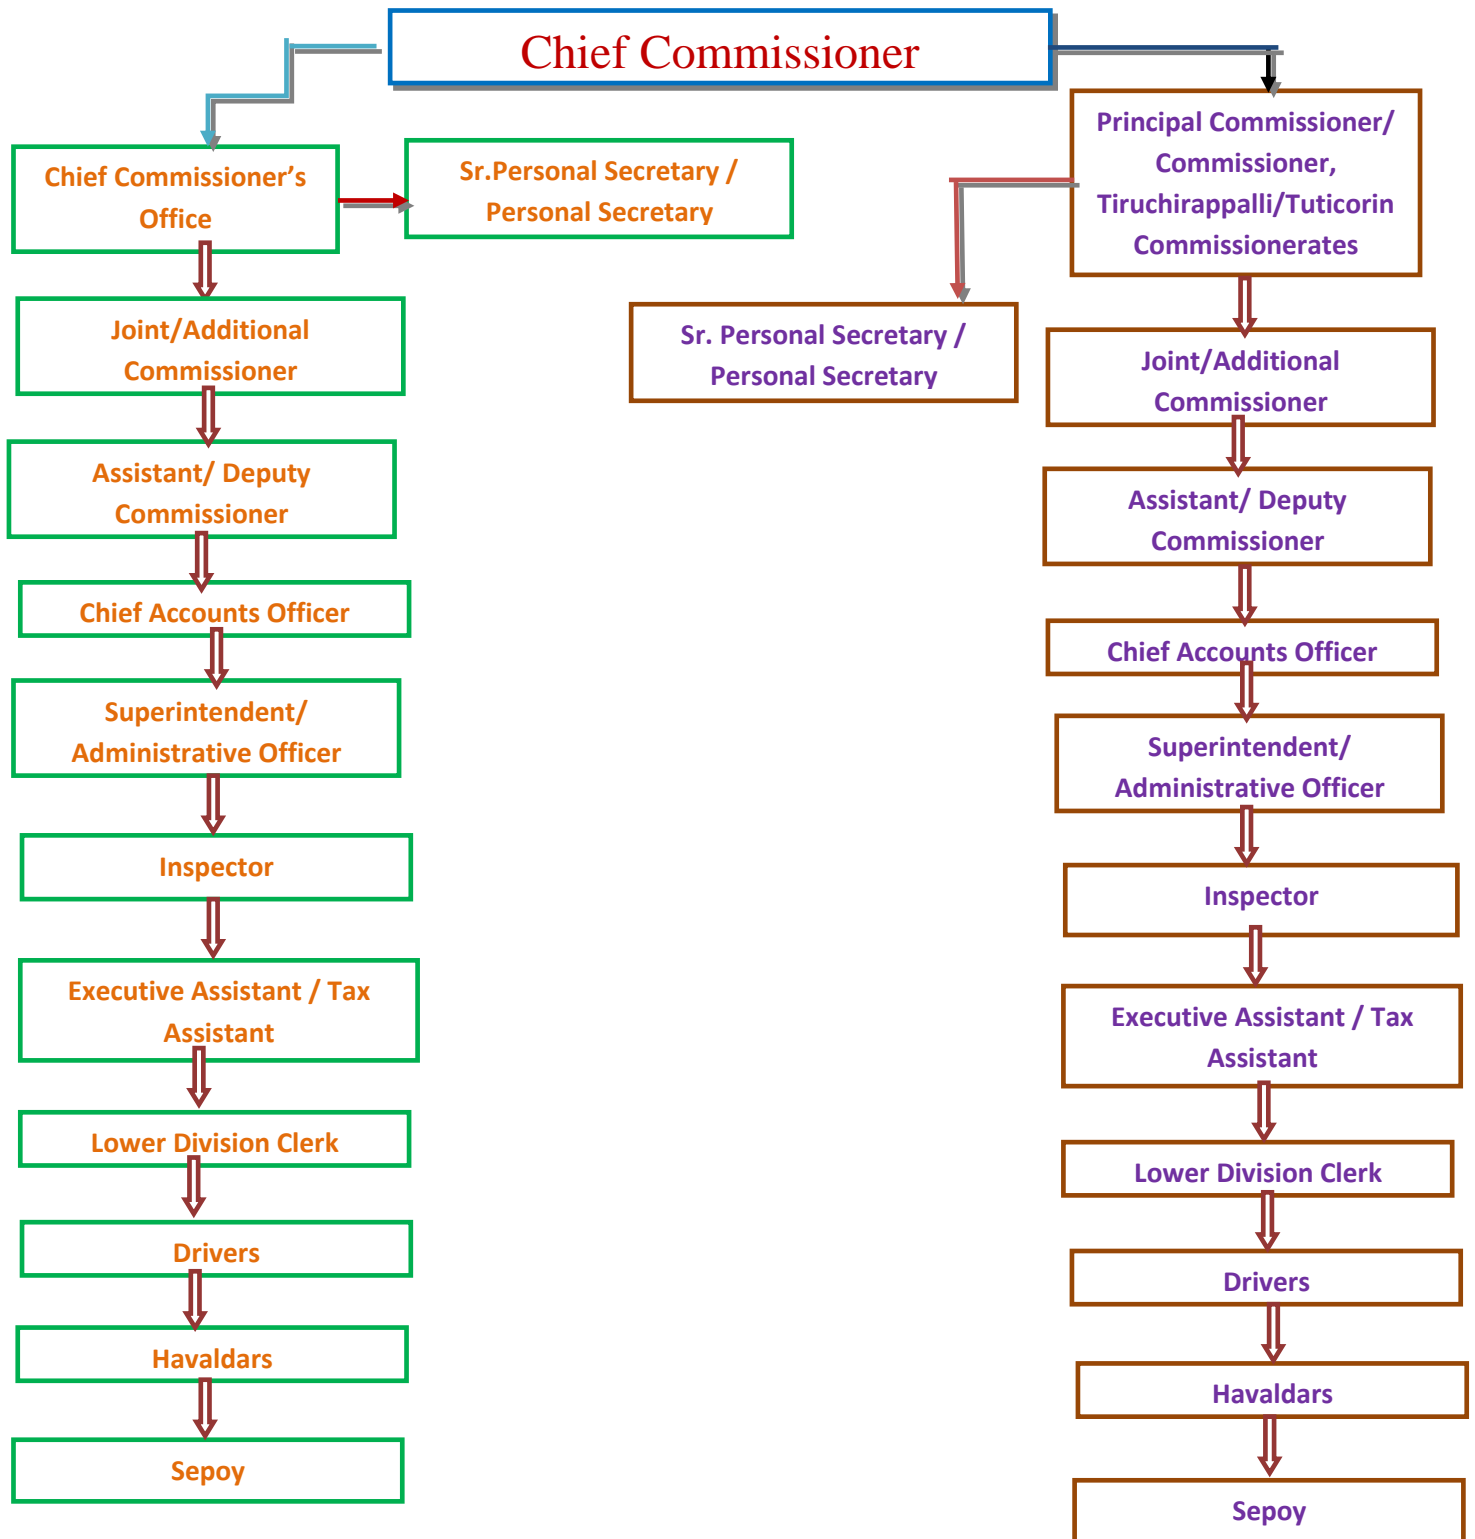 Chief Commissioner
Chief Commissioner’s
Office
Sr.Personal Secretary /
Personal Secretary
Joint/Additional
Commissioner
Assistant/ Deputy
Commissioner
Chief Accounts Officer
Superintendent/
Administrative Officer
Inspector
Executive Assistant / Tax
Assistant
Lower Division Clerk
Drivers
Havaldars
Sepoy
Principal Commissioner/
Commissioner,
Tiruchirappalli/Tuticorin
Commissionerates
Sr. Personal Secretary /
Personal Secretary
Joint/Additional
Commissioner
Assistant/ Deputy
Commissioner
Chief Accounts Officer
Superintendent/
Administrative Officer
Inspector
Executive Assistant / Tax
Assistant
Lower Division Clerk
Drivers
Havaldars
Sepoy